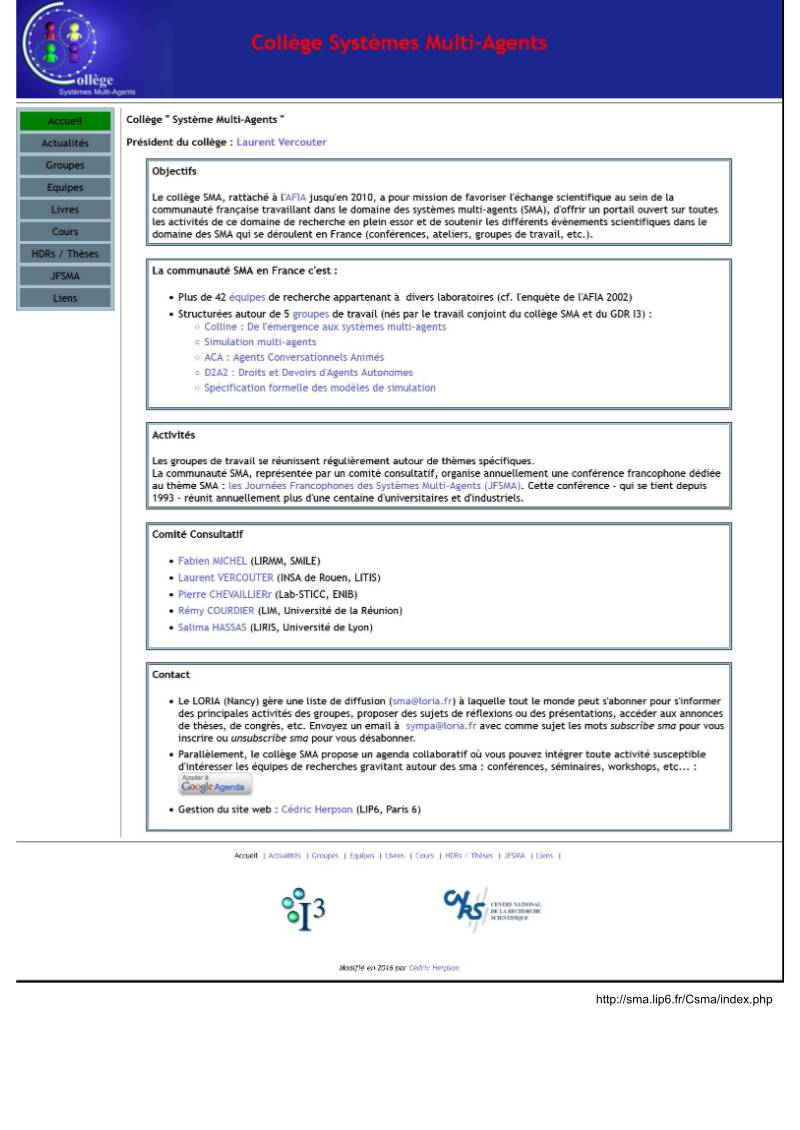 ollège
Systèmes Multi-Agents
Collège Systèmes Multi-Agents
Accueil
Actualités
Groupes
Equipes
Livres
Cours
HDRs / Thèses
JFSMA
Liens
Collège " Système Multi-Agents "
Président du collège : Laurent Vercouter
Objectifs
Le collège SMA, rattaché à l'AFIA jusqu'en 2010, a pour mission de favoriser l'échange scientifique au sein de la
communauté française travaillant dans le domaine des systèmes multi-agents (SMA), d'offrir un portail ouvert sur toutes
les activités de ce domaine de recherche en plein essor et de soutenir les différents évènements scientifiques dans le
domaine des SMA qui se déroulent en France (conférences, ateliers, groupes de travail, etc.).
La communauté SMA en France c'est :
• Plus de 42 équipes de recherche appartenant à divers laboratoires (cf. l'enquète de l'AFIA 2002)
• Structurées autour de 5 groupes de travail (nés par le travail conjoint du collège SMA et du GDR I3) :
○ Colline : De l'émergence aux systèmes multi-agents
○ Simulation multi-agents
○ ACA : Agents Conversationnels Animés
○ D2A2 : Droits et Devoirs d'Agents Autonomes
○ Spécification formelle des modèles de simulation
Activités
Les groupes de travail se réunissent régulièrement autour de thèmes spécifiques.
La communauté SMA, représentée par un comité consultatif, organise annuellement une conférence francophone dédiée
au thème SMA : les Journées Francophones des Systèmes Multi-Agents (JFSMA). Cette conférence - qui se tient depuis
1993 - réunit annuellement plus d'une centaine d'universitaires et d'industriels.
Comité Consultatif
• Fabien MICHEL (LIRMM, SMILE)
• Laurent VERCOUTER (INSA de Rouen, LITIS)
• Pierre CHEVAILLIERr (Lab-STICC, ENIB)
• Rémy COURDIER (LIM, Université de la Réunion)
• Salima HASSAS (LIRIS, Université de Lyon)
Contact
• Le LORIA (Nancy) gère une liste de diffusion (sma@loria.fr) à laquelle tout le monde peut s'abonner pour s'informer
des principales activités des groupes, proposer des sujets de réflexions ou des présentations, accéder aux annonces
de thèses, de congrès, etc. Envoyez un email à sympa@loria.fr avec comme sujet les mots subscribe sma pour vous
inscrire ou unsubscribe sma pour vous désabonner.
• Parallèlement, le collège SMA propose un agenda collaboratif où vous pouvez intégrer toute activité susceptible
d'intéresser les équipes de recherches gravitant autour des sma : conférences, séminaires, workshops, etc... :
Ajouter à
Google Agenda
• Gestion du site web : Cédric Herpson (LIP6, Paris 6)
Accueil | Actualités | Groupes | Equipes | Livres | Cours | HDRs / Thèses | JFSMA | Liens |
I3
CNRS
CENTRE NATIONAL
DE LA RECHERCHE
SCIENTIFIQUE
Modifié en 2016 par Cédric Herpson
http://sma.lip6.fr/Csma/index.php